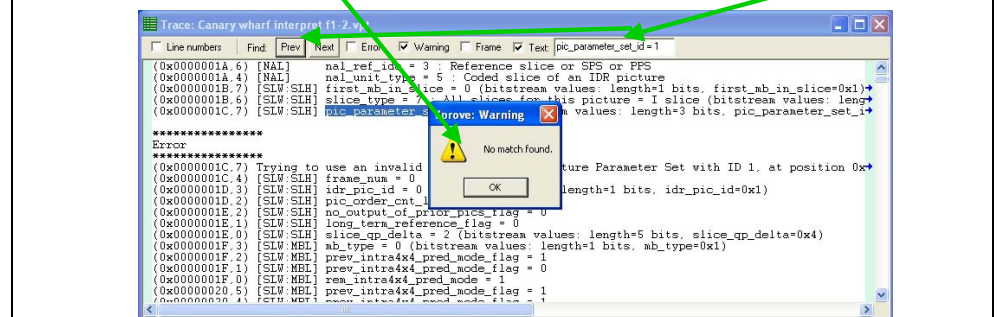 Trace: Canary wharf interpret f1-2.vpt
Line numbers Find: Prev Next Error Warning Frame Text: pic_parameter_set_id = 1
(0x0000001A,6) [NAL] nal_ref_idc = 3 : Reference slice or SPS or PPS
(0x0000001A,4) [NAL] nal_unit_type = 5 : Coded slice of an IDR picture
(0x0000001B,7) [SLW:SLH] first_mb_in_slice = 0 (bitstream values: length=1 bits, first_mb_in_slice=0x1)
(0x0000001B,6) [SLW:SLH] slice_type = 7 : All slices for this picture = I slice (bitstream values: leng
(0x0000001C,7) [SLW:SLH] pic_parameter_s values: length=3 bits, pic_parameter_set_i
prove: Warning
****************
Error
****************
No match found.
(0x0000001C,7) Trying to use an invalid ture Parameter Set with ID 1, at position 0x
(0x0000001C,4) [SLW:SLH] frame_num = 0
OK
(0x0000001D,3) [SLW:SLH] idr_pic_id = 0 length=1 bits, idr_pic_id=0x1)
(0x0000001D,2) [SLW:SLH] pic_order_cnt_l
(0x0000001E,2) [SLW:SLH] no_output_of_prior_pics_flag = 0
(0x0000001E,1) [SLW:SLH] long_term_reference_flag = 0
(0x0000001E,0) [SLW:SLH] slice_qp_delta = 2 (bitstream values: length=5 bits, slice_qp_delta=0x4)
(0x0000001F,3) [SLW:MBL] mb_type = 0 (bitstream values: length=1 bits, mb_type=0x1)
(0x0000001F,2) [SLW:MBL] prev_intra4x4_pred_mode_flag = 1
(0x0000001F,1) [SLW:MBL] prev_intra4x4_pred_mode_flag = 0
(0x0000001F,0) [SLW:MBL] rem_intra4x4_pred_mode = 1
(0x00000020,5) [SLW:MBL] prev_intra4x4_pred_mode_flag = 1
(0x00000020,4) [SLW:MBL] prev_intra4x4_pred_mode_flag = 1